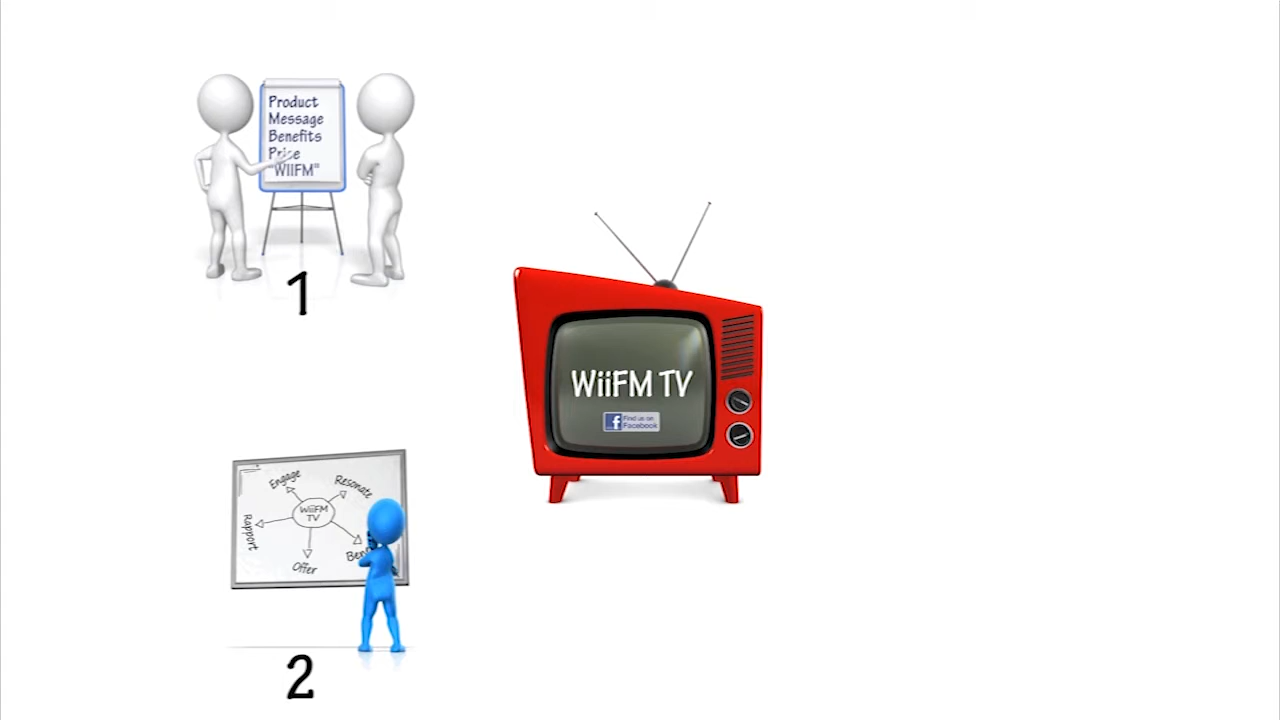 Product
Message
Benefits
Price
"WIIFM"
1
WiiFM TV
Find us on
Facebook
Engage
Resonate
WiiFM
TV
Rapport
Offer
2